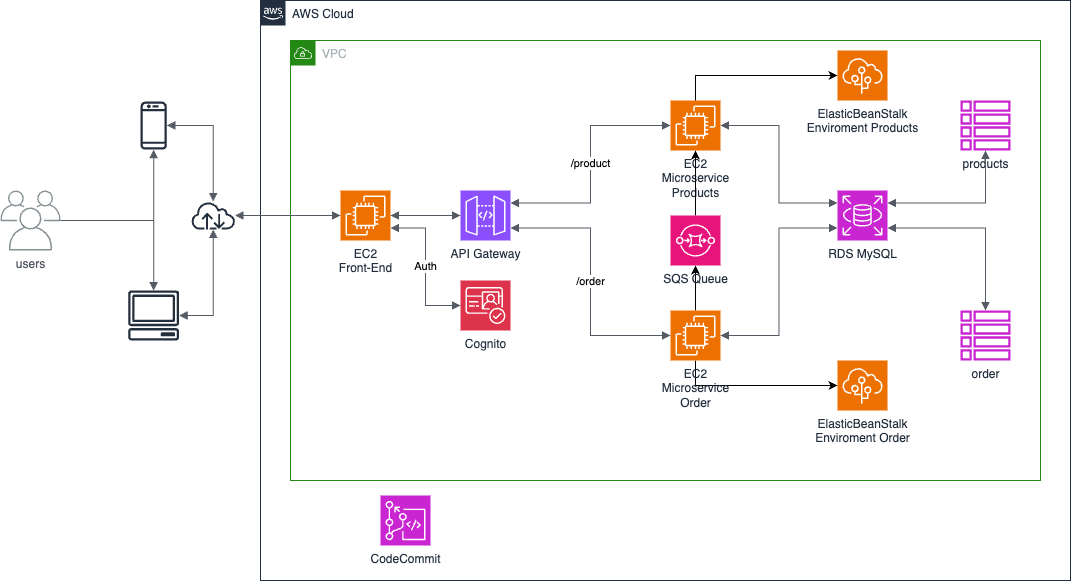 aws
AWS Cloud
VPC
users
EC2
Front-End
Auth
API Gateway
Cognito
/product
/order
EC2
Microservice
Products
SQS Queue
EC2
Microservice
Order
ElasticBeanStalk
Enviroment Products
RDS MySQL
ElasticBeanStalk
Enviroment Order
products
order
CodeCommit